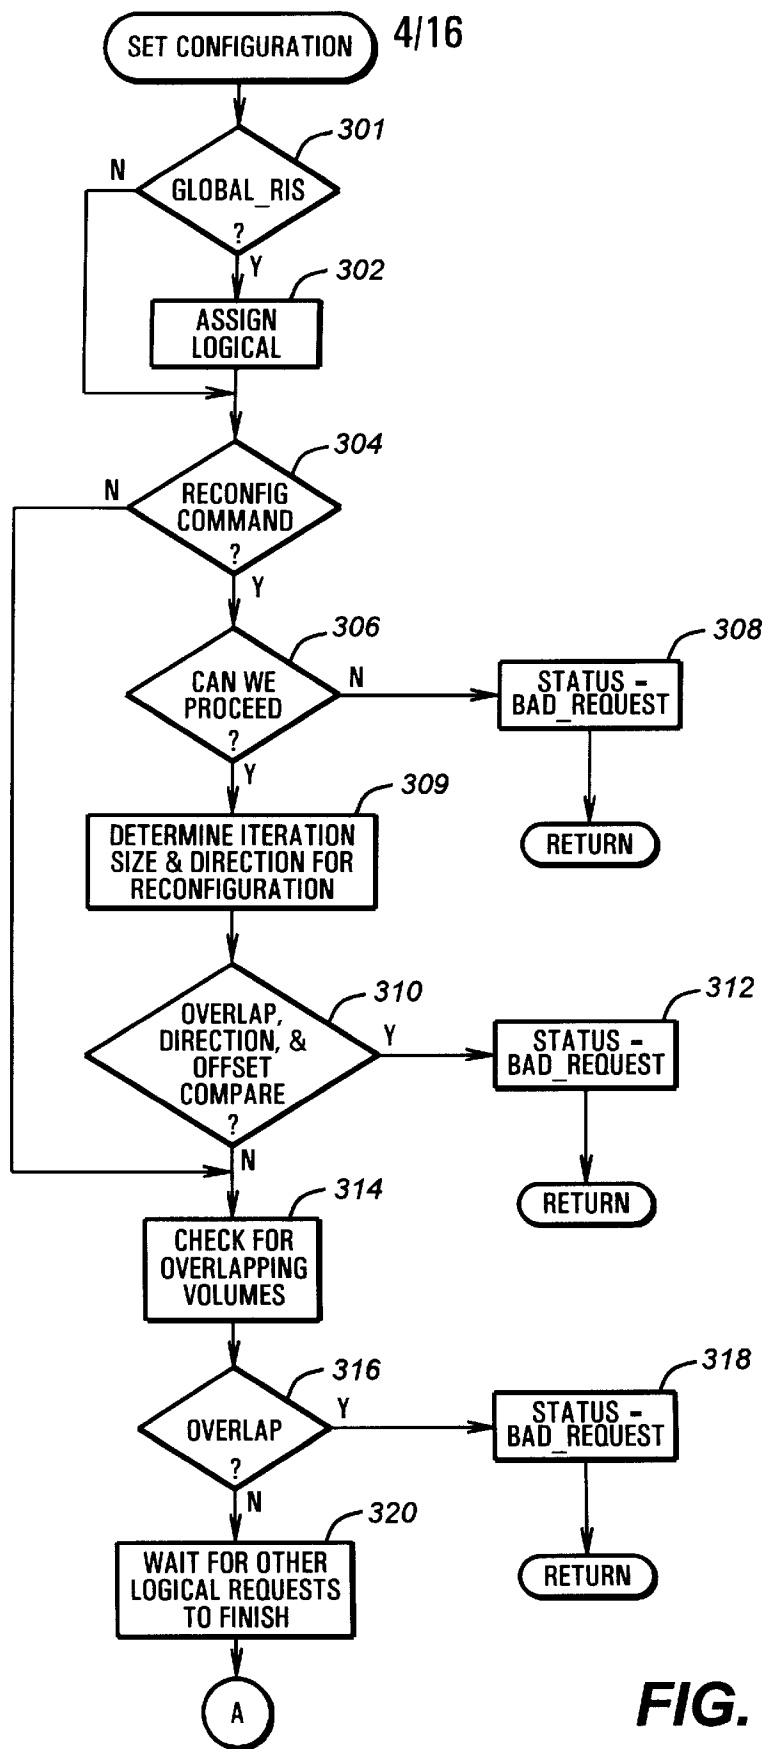 SET CONFIGURATION
4/16
301
N
GLOBAL_RIS
?
Y
302
ASSIGN
LOGICAL
304
N
RECONFIG
COMMAND
?
Y
306
308
CAN WE
PROCEED
?
N
STATUS =
BAD_REQUEST
Y
309
RETURN
DETERMINE ITERATION
SIZE & DIRECTION FOR
RECONFIGURATION
310
312
OVERLAP,
DIRECTION, &
OFFSET
COMPARE
?
Y
STATUS =
BAD_REQUEST
N
314
RETURN
CHECK FOR
OVERLAPPING
VOLUMES
316
318
OVERLAP
?
Y
STATUS =
BAD_REQUEST
N
320
RETURN
WAIT FOR OTHER
LOGICAL REQUESTS
TO FINISH
A
FIG.